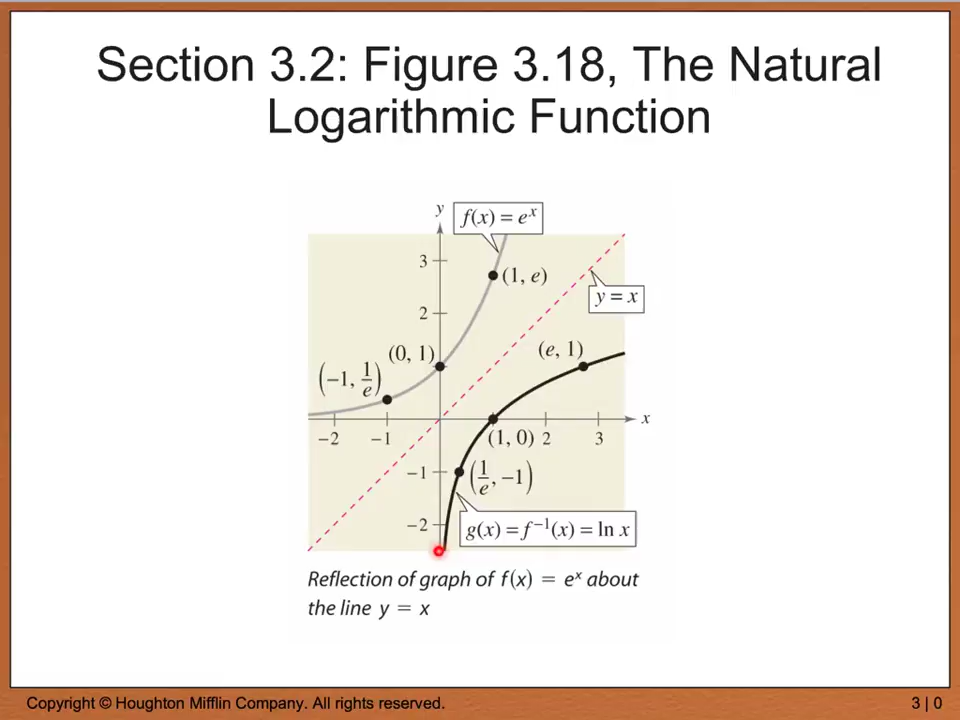 Section 3.2: Figure 3.18, The Natural
Logarithmic Function
y
f(x) = e^x
3
(1, e)
y = x
2
(0, 1)
(e, 1)
(−1, 1/e)
x
−2
−1
(1, 0)
2
3
−1
(1/e, −1)
−2
g(x) = f⁻¹(x) = ln x
Reflection of graph of f(x) = e^x about
the line y = x
Copyright © Houghton Mifflin Company. All rights reserved.
3 | 0